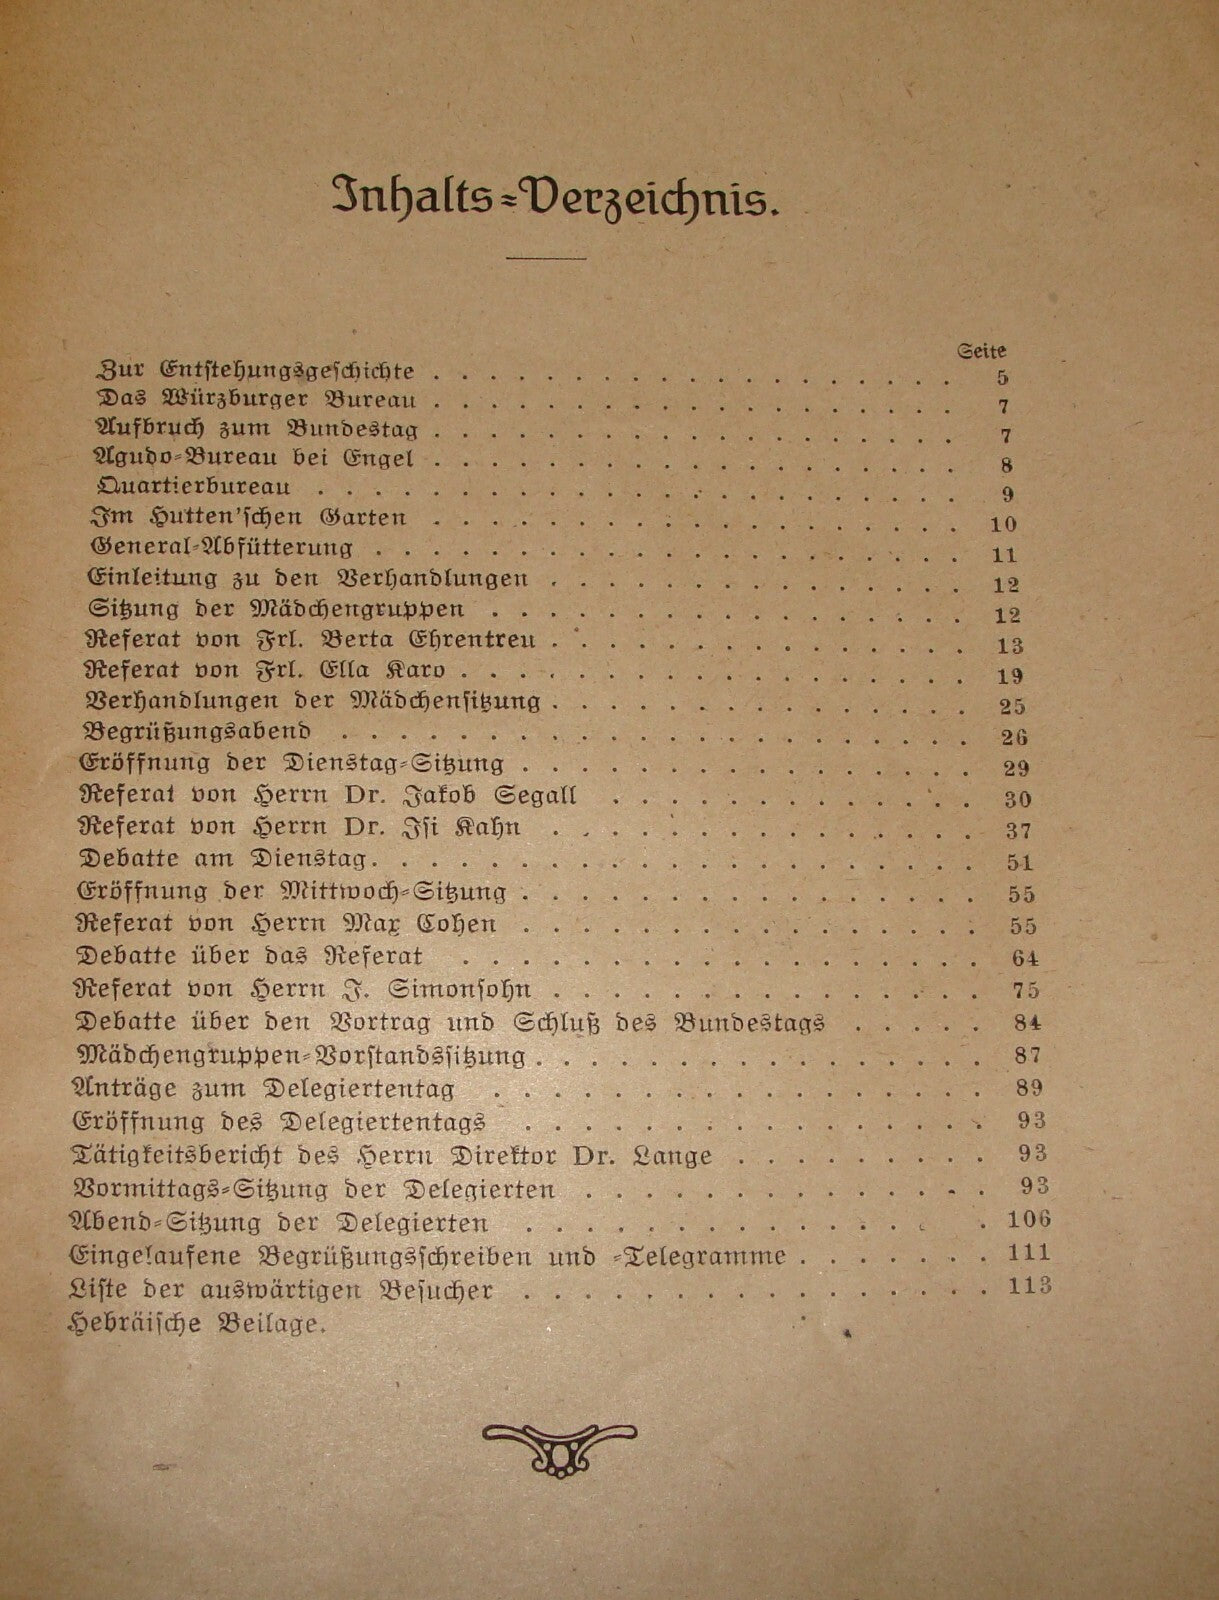 Inhalts-Verzeichnis.
Seite
Zur Entstehungsgeschichte . . . . . . . . . . . . . . . . . . . 5
Das Würzburger Bureau . . . . . . . . . . . . . . . . . . . 7
Aufbruch zum Bundestag . . . . . . . . . . . . . . . . . . . 7
Agudo-Bureau bei Engel . . . . . . . . . . . . . . . . . . . 8
Quartierbureau . . . . . . . . . . . . . . . . . . . . . . . 9
Im Hutten'schen Garten . . . . . . . . . . . . . . . . . . . 10
General-Abfütterung . . . . . . . . . . . . . . . . . . . . . 11
Einleitung zu den Verhandlungen . . . . . . . . . . . . . . . 12
Sitzung der Mädchengruppen . . . . . . . . . . . . . . . . . 12
Referat von Frl. Berta Ehrentreu . . . . . . . . . . . . . . . 13
Referat von Frl. Ella Karo . . . . . . . . . . . . . . . . . . 19
Verhandlungen der Mädchensitzung . . . . . . . . . . . . . . . 25
Begrüßungsabend . . . . . . . . . . . . . . . . . . . . . . 26
Eröffnung der Dienstag-Sitzung . . . . . . . . . . . . . . . . 29
Referat von Herrn Dr. Jakob Segall . . . . . . . . . . . . . 30
Referat von Herrn Dr. Isi Kahn . . . . . . . . . . . . . . . 37
Debatte am Dienstag. . . . . . . . . . . . . . . . . . . . . 51
Eröffnung der Mittwoch-Sitzung . . . . . . . . . . . . . . . . 55
Referat von Herrn Max Cohen . . . . . . . . . . . . . . . . 55
Debatte über das Referat . . . . . . . . . . . . . . . . . . 64
Referat von Herrn J. Simonsohn . . . . . . . . . . . . . . . 75
Debatte über den Vortrag und Schluß des Bundestags . . . . . 84
Mädchengruppen-Vorstandssitzung . . . . . . . . . . . . . . . 87
Anträge zum Delegiertentag . . . . . . . . . . . . . . . . . 89
Eröffnung des Delegiertentags . . . . . . . . . . . . . . . . 93
Tätigkeitsbericht des Herrn Direktor Dr. Lange . . . . . . . . . 93
Vormittags-Sitzung der Delegierten . . . . . . . . . . . . . . 93
Abend-Sitzung der Delegierten . . . . . . . . . . . . . . . . 106
Eingelaufene Begrüßungsschreiben und -Telegramme . . . . . . . 111
Liste der auswärtigen Besucher . . . . . . . . . . . . . . . . 113
Hebräische Beilage.